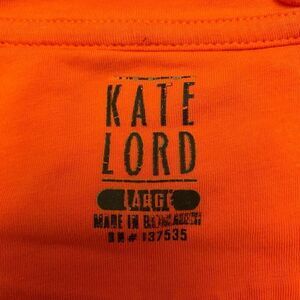 KATE
LORD
LARGE
MADE IN BANGLADESH
RN# 137535